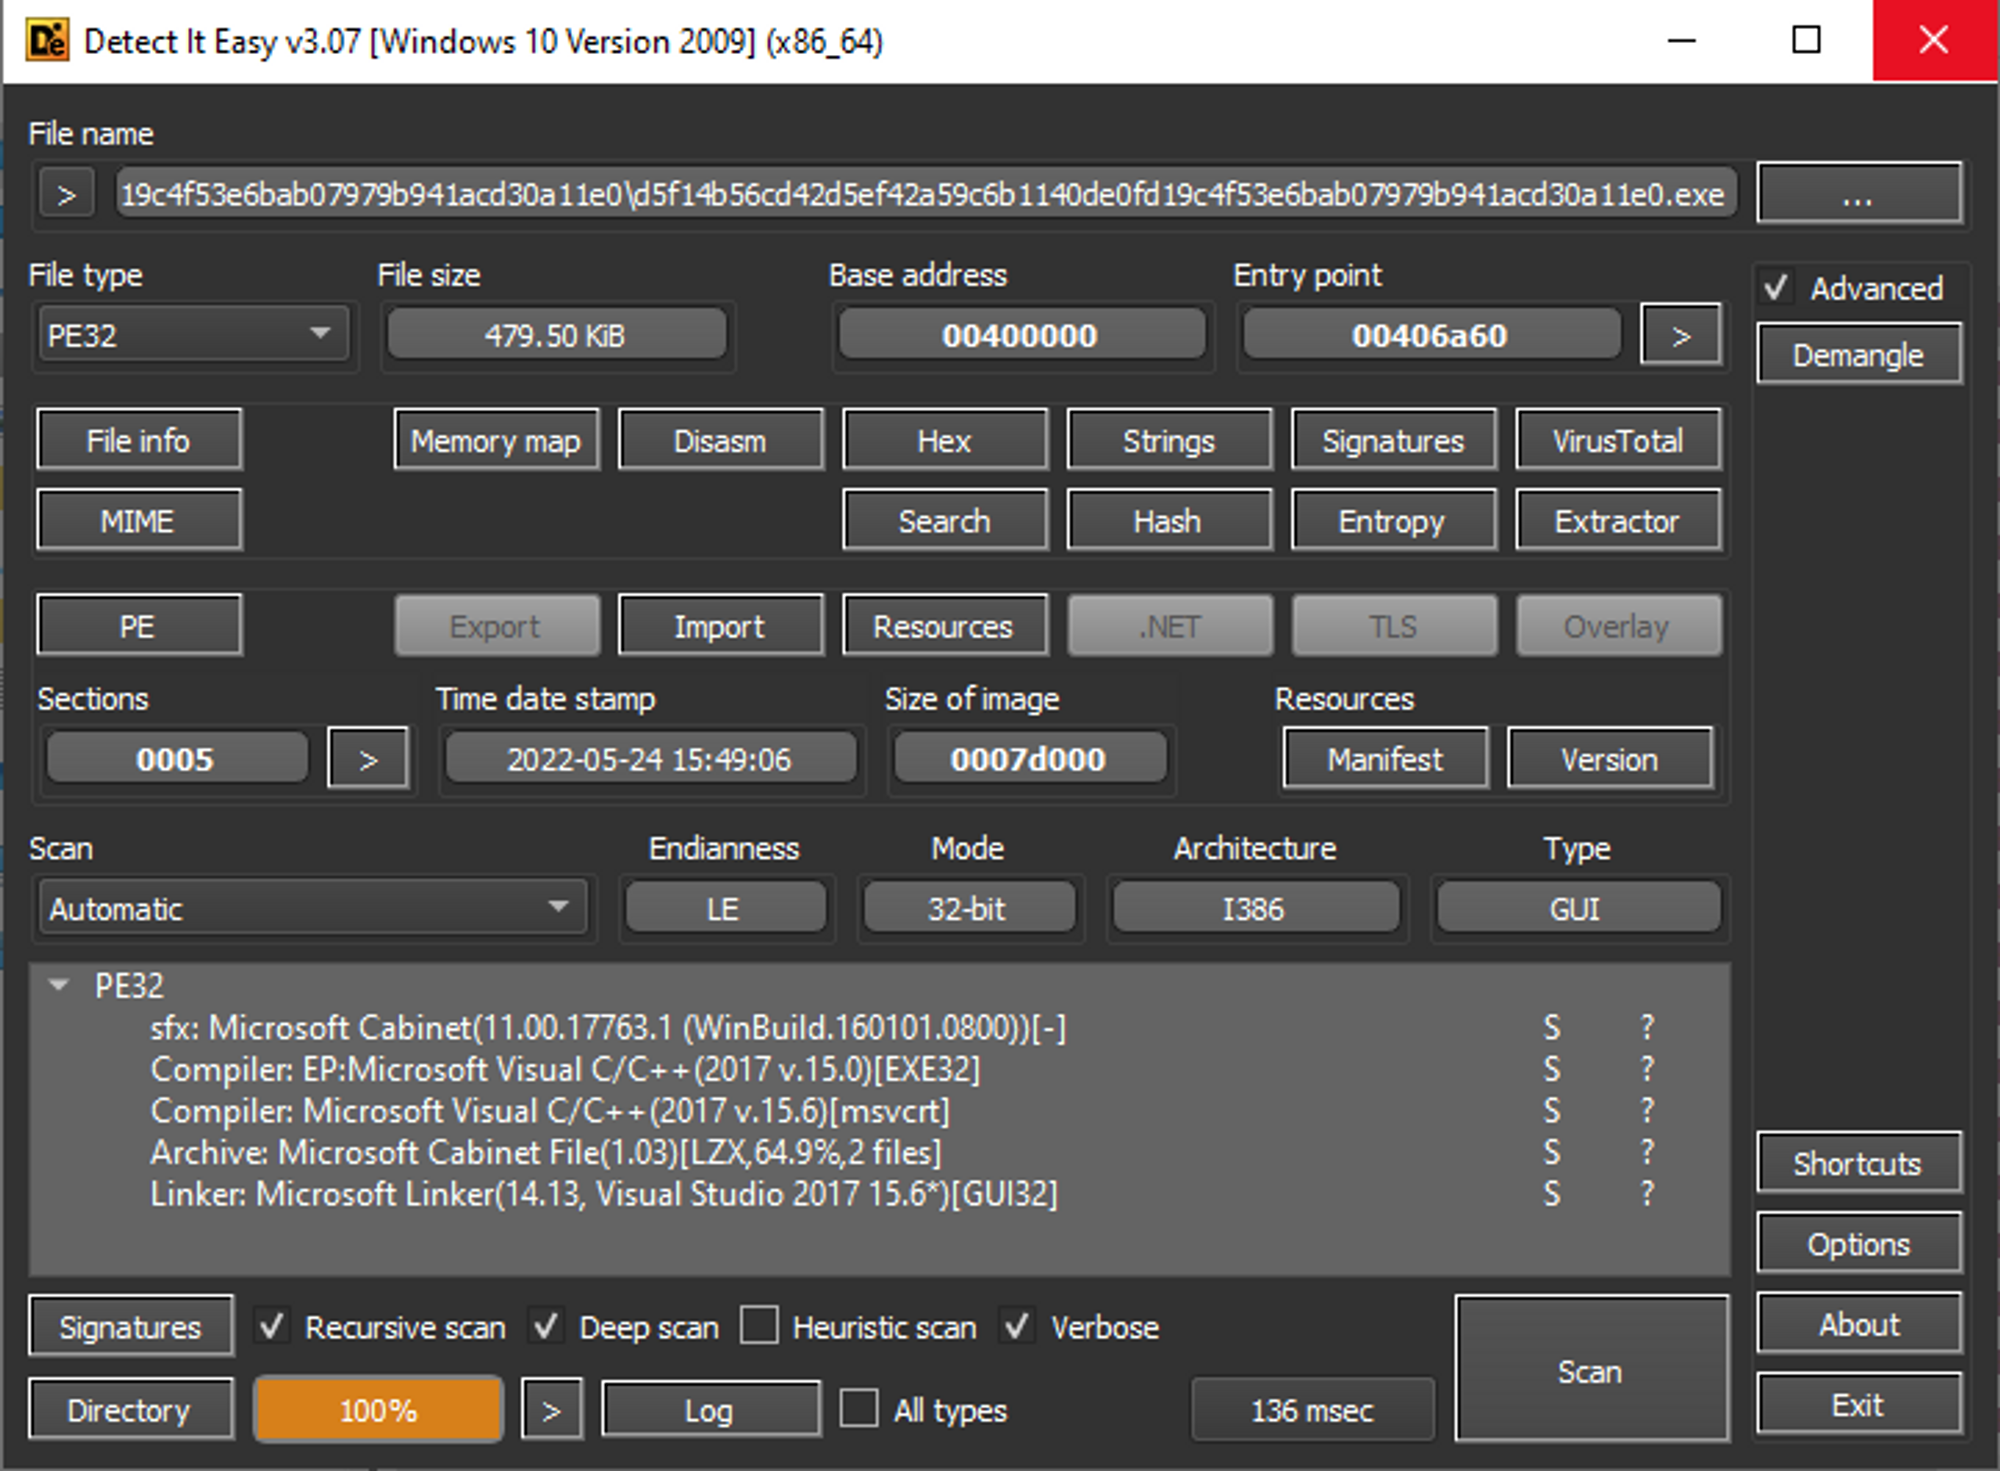 Detect It Easy v3.07 [Windows 10 Version 2009] (x86_64)
File name
> 19c4f53e6bab07979b941acd30a11e0\d5f14b56cd42d5ef42a59c6b1140de0fd19c4f53e6bab07979b941acd30a11e0.exe ...
File type File size Base address Entry point Advanced
PE32 479.50 KiB 00400000 00406a60 > Demangle
File info Memory map Disasm Hex Strings Signatures VirusTotal
MIME Search Hash Entropy Extractor
PE Export Import Resources .NET TLS Overlay
Sections Time date stamp Size of image Resources
0005 > 2022-05-24 15:49:06 0007d000 Manifest Version
Scan Endianness Mode Architecture Type
Automatic LE 32-bit I386 GUI
PE32
sfx: Microsoft Cabinet(11.00.17763.1 (WinBuild.160101.0800))[-] S ?
Compiler: EP:Microsoft Visual C/C++(2017 v.15.0)[EXE32] S ?
Compiler: Microsoft Visual C/C++(2017 v.15.6)[msvcrt] S ?
Archive: Microsoft Cabinet File(1.03)[LZX,64.9%,2 files] S ?
Linker: Microsoft Linker(14.13, Visual Studio 2017 15.6*)[GUI32] S ?
Shortcuts
Options
Signatures Recursive scan Deep scan Heuristic scan Verbose Scan About
Directory 100% > Log All types 136 msec Exit